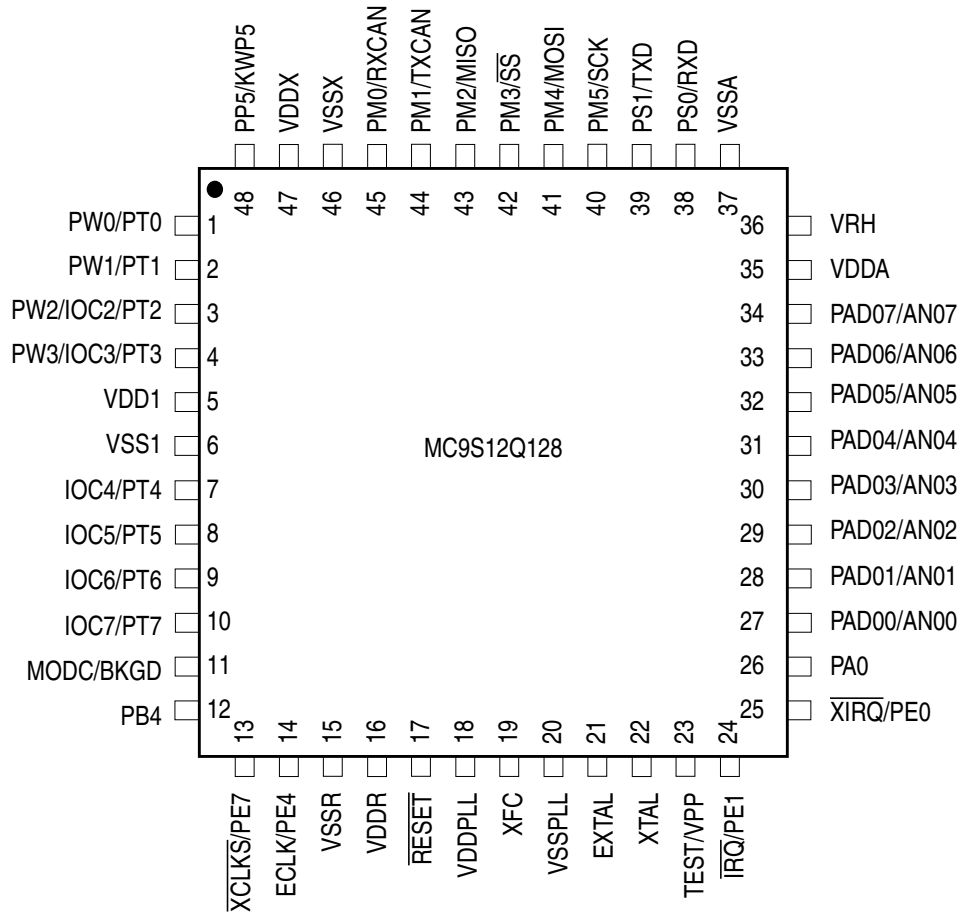 PP5/KWP5
VDDX
VSSX
PM0/RXCAN
PM1/TXCAN
PM2/MISO
PM3/SS
PM4/MOSI
PM5/SCK
PS1/TXD
PS0/RXD
VSSA
48
47
46
45
44
43
42
41
40
39
38
37
PW0/PT0 1
PW1/PT1 2
PW2/IOC2/PT2 3
PW3/IOC3/PT3 4
VDD1 5
VSS1 6
IOC4/PT4 7
IOC5/PT5 8
IOC6/PT6 9
IOC7/PT7 10
MODC/BKGD 11
PB4 12
MC9S12Q128
36 VRH
35 VDDA
34 PAD07/AN07
33 PAD06/AN06
32 PAD05/AN05
31 PAD04/AN04
30 PAD03/AN03
29 PAD02/AN02
28 PAD01/AN01
27 PAD00/AN00
26 PA0
25 XIRQ/PE0
13
14
15
16
17
18
19
20
21
22
23
24
XCLKS/PE7
ECLK/PE4
VSSR
VDDR
RESET
VDDPLL
XFC
VSSPLL
EXTAL
XTAL
TEST/VPP
IRQ/PE1